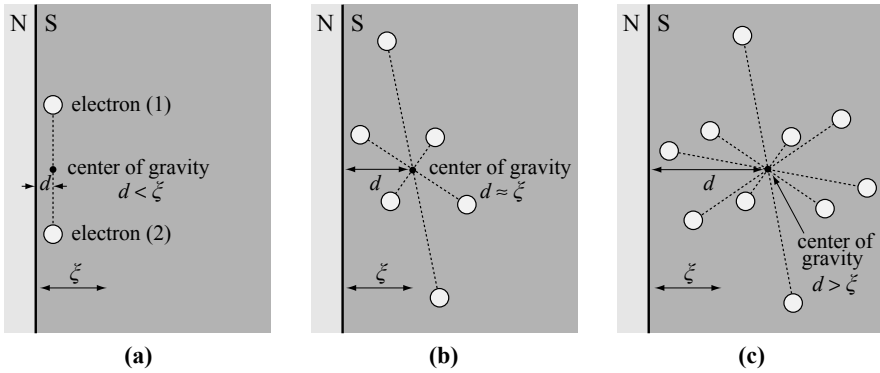 N S
electron (1)
center of gravity
d d < ξ
electron (2)
ξ
(a)
N S
center of gravity
d d ≈ ξ
ξ
(b)
N S
d
center of
gravity
ξ d > ξ
(c)